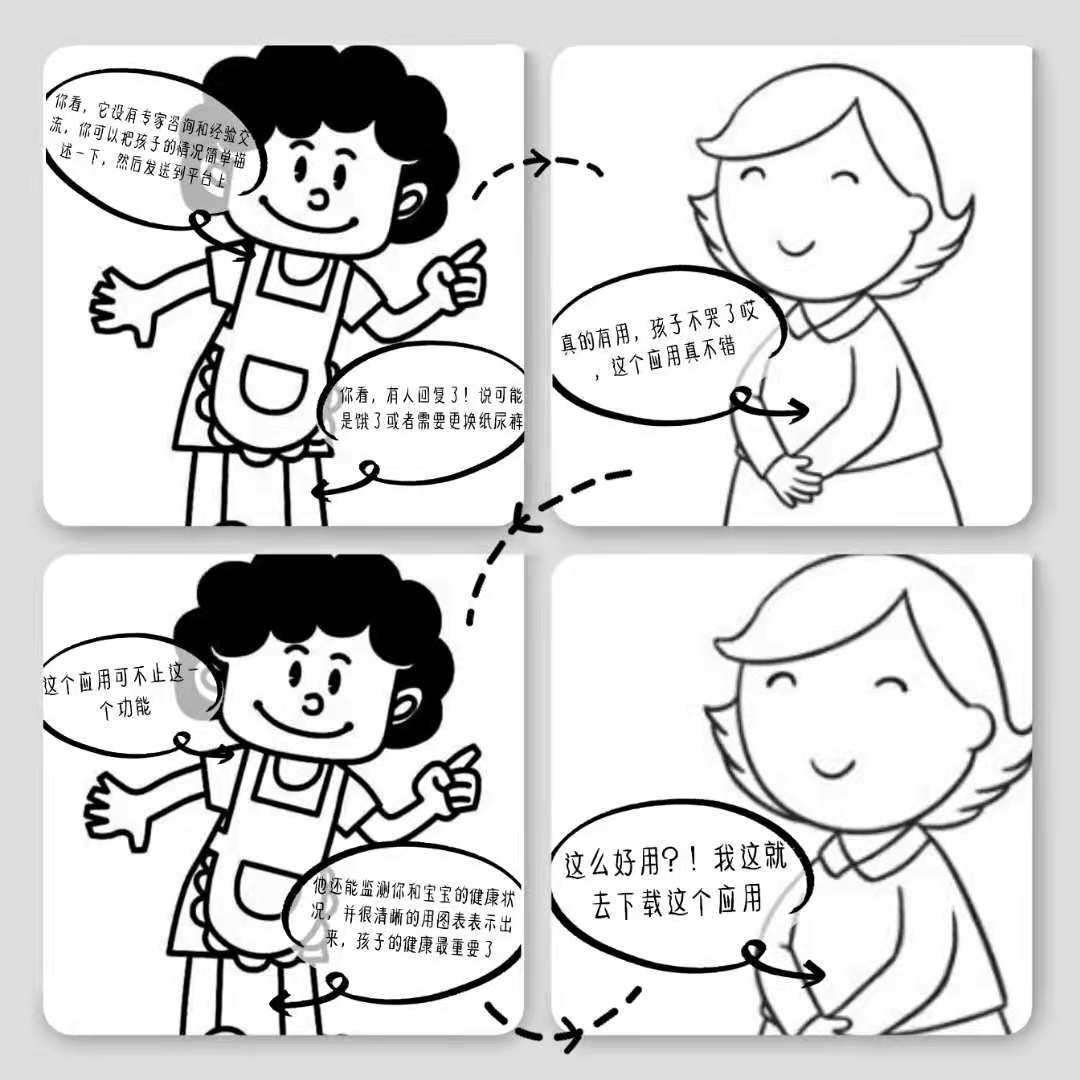 你看，它设有专家咨询和经验交
流，你可以把孩子的情况简单描
述一下，然后发送到平台上
你看，有人回复了！说可能
是饿了或者需要更换纸尿裤
真的有用，孩子不哭了哎
，这个应用真不错
这个应用可不止这一
个功能
他还能监测你和宝宝的健康状
况，并很清晰的用图表表示出
来，孩子的健康最重要了
这么好用？！我这就
去下载这个应用